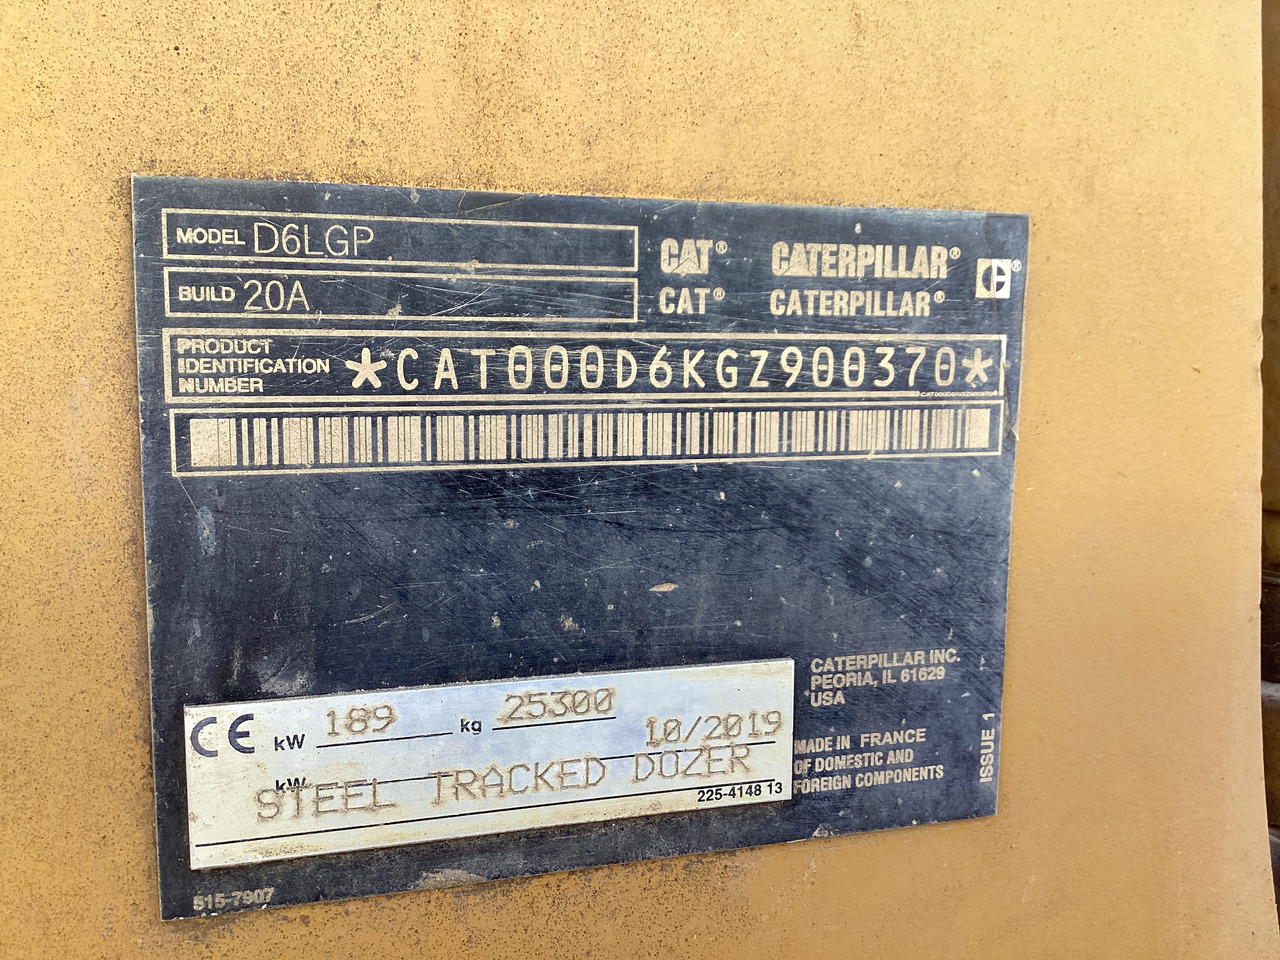 MODEL D6LGP
BUILD 20A
CAT® CATERPILLAR®
CAT® CATERPILLAR®
PRODUCT
IDENTIFICATION
NUMBER
*CAT000D6KGZ900370*
CAT000D6KGZ900370
CE kW 189 kg 25300
10/2019
kW
STEEL TRACKED DOZER
225-4148 13
CATERPILLAR INC.
PEORIA, IL 61629
USA
MADE IN FRANCE
OF DOMESTIC AND
FOREIGN COMPONENTS
ISSUE 1
515-7907